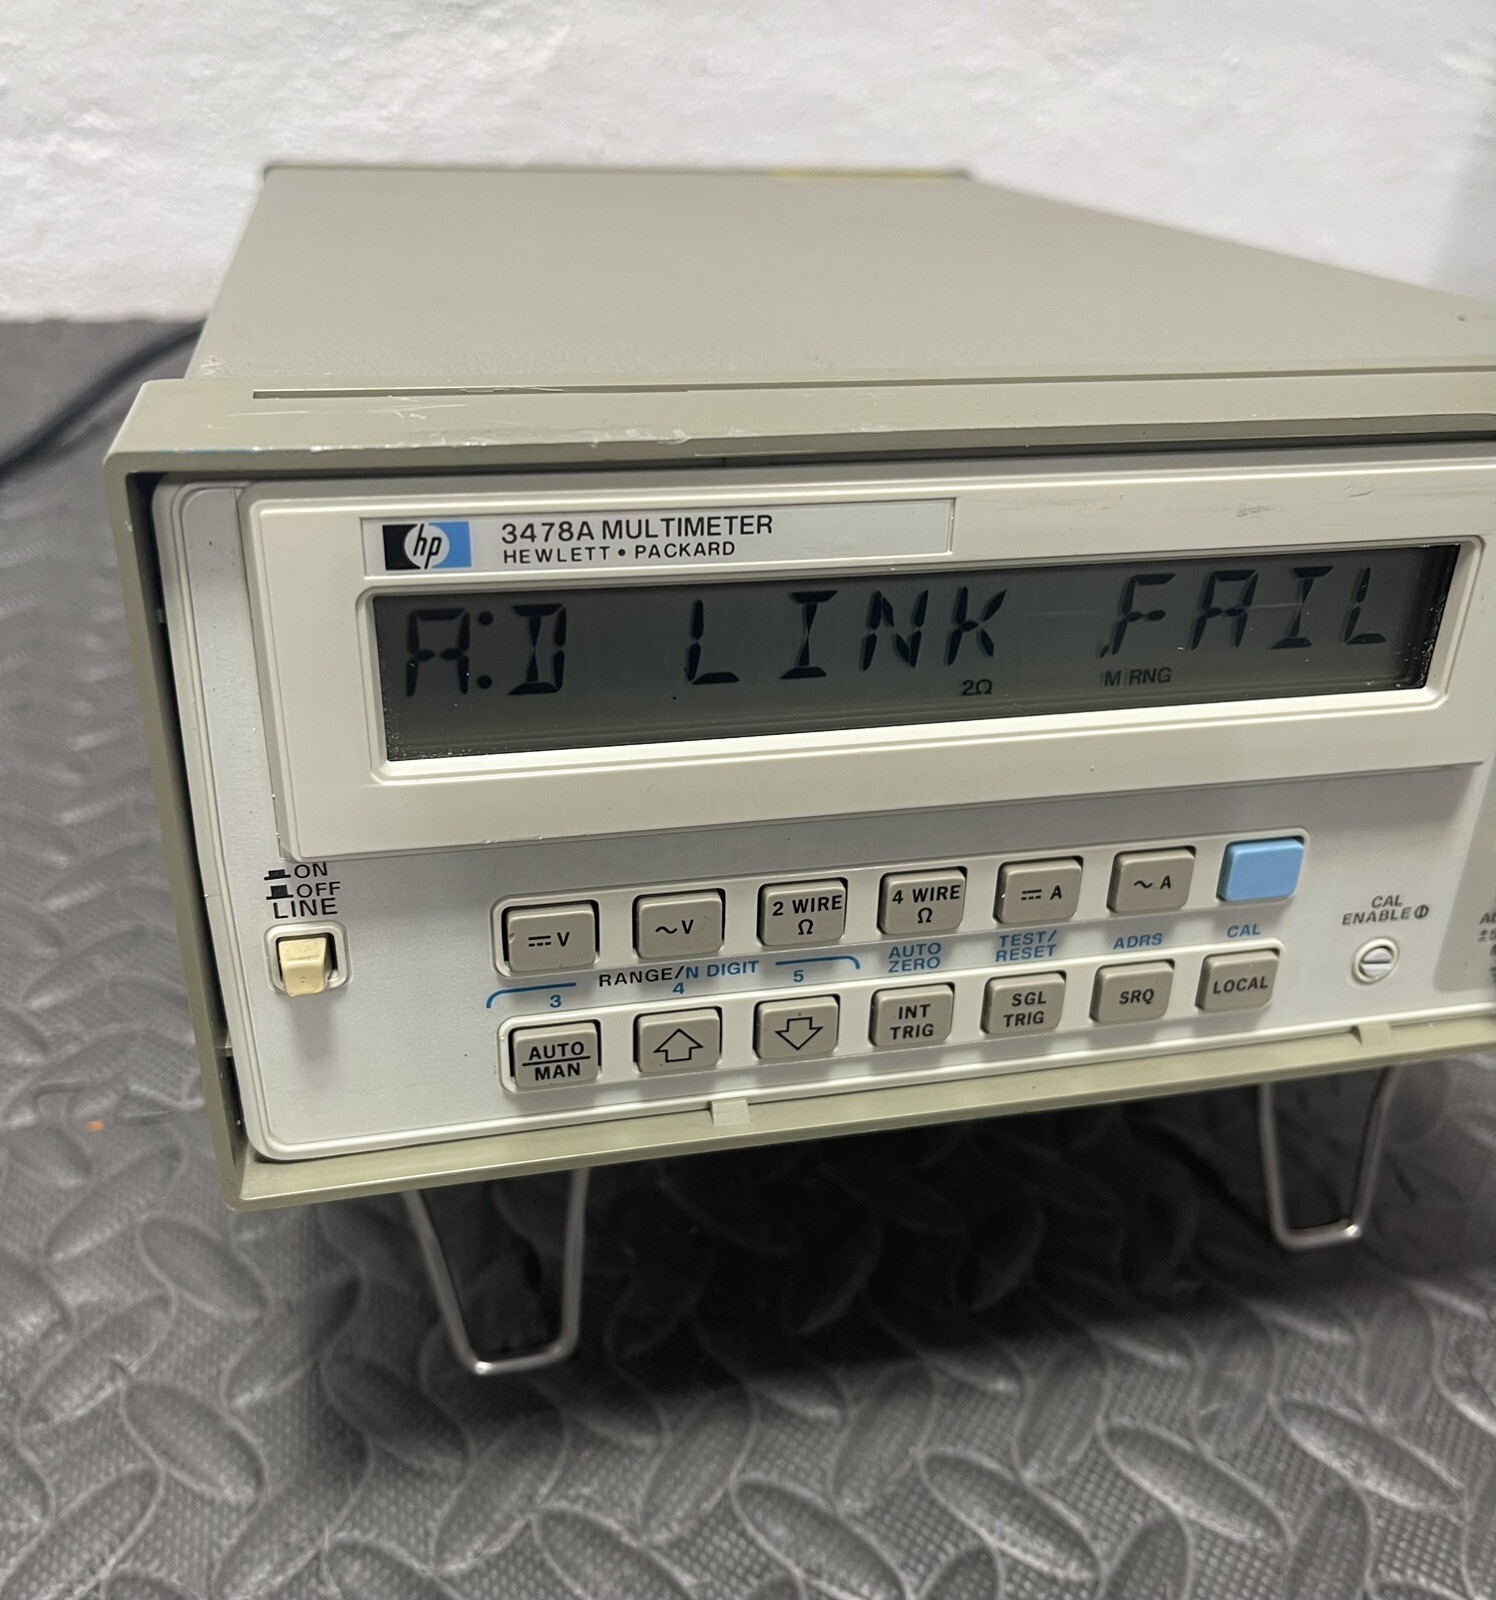 hp
3478A MULTIMETER
HEWLETT • PACKARD
A:D LINK FAIL
2Ω M RNG
ON
OFF
LINE
⎓V
~V
2 WIRE
Ω
4 WIRE
Ω
⎓ A
~ A
CAL
ENABLE
RANGE/N DIGIT
3 4 5
AUTO
ZERO
TEST/
RESET
ADRS
CAL
AUTO
MAN
INT
TRIG
SGL
TRIG
SRQ
LOCAL